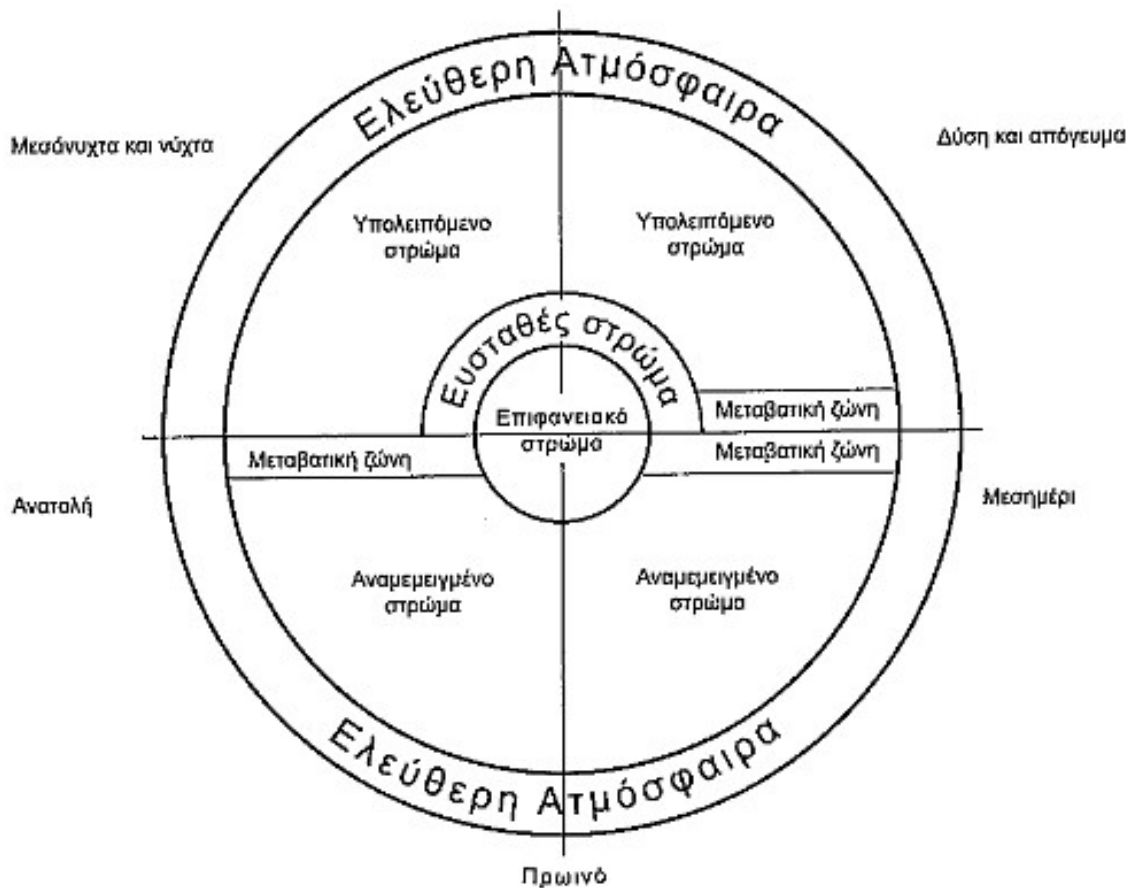 Ελεύθερη Ατμόσφαιρα
Μεσάνυχτα και νύχτα
Δύση και απόγευμα
Υπολειπόμενο
στρώμα
Υπολειπόμενο
στρώμα
Ευσταθές στρώμα
Μεταβατική ζώνη
Επιφανειακό
στρώμα
Μεταβατική ζώνη
Μεταβατική ζώνη
Ανατολή
Μεσημέρι
Αναμεμειγμένο
στρώμα
Αναμεμειγμένο
στρώμα
Ελεύθερη Ατμόσφαιρα
Πρωινό